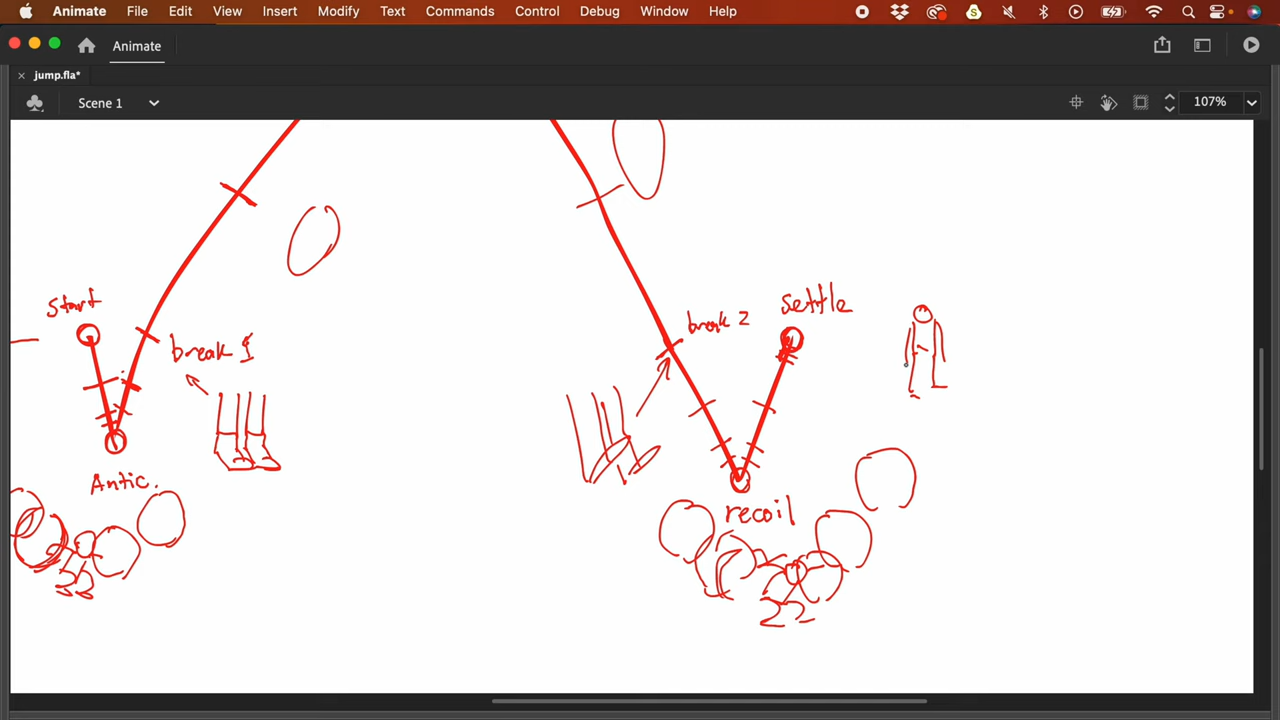 Animate File Edit View Insert Modify Text Commands Control Debug Window Help
Animate
jump.fla*
Scene 1
107%
start
break 1
Antic.
break 2
settle
recoil